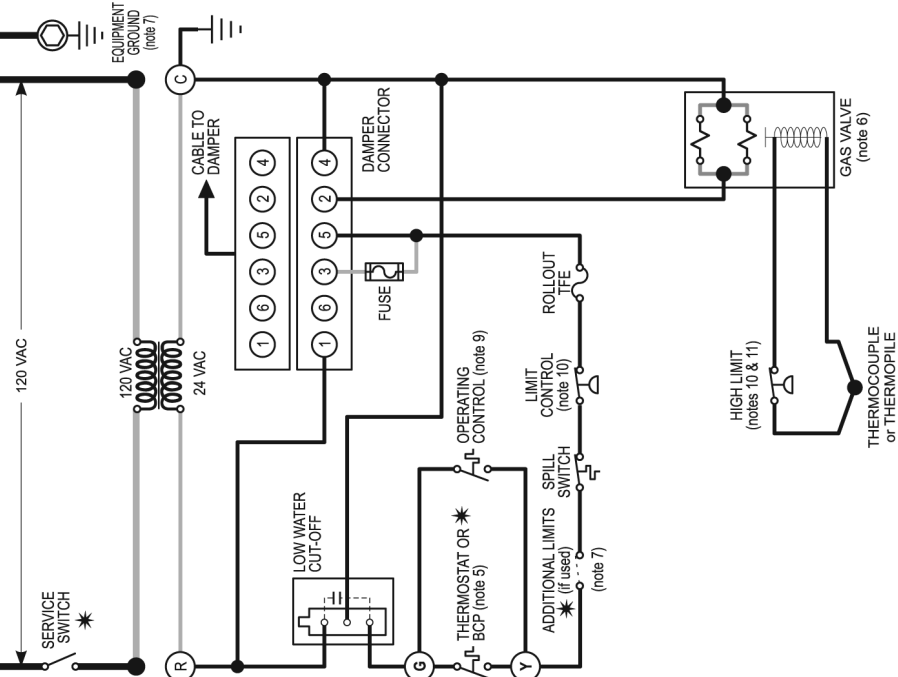 EQUIPMENT
GROUND
(note 7)
120 VAC
SERVICE
SWITCH
120 VAC
24 VAC
R
C
CABLE TO
DAMPER
1
6
3
5
2
4
1
6
3
5
2
4
DAMPER
CONNECTOR
FUSE
LOW WATER
CUT-OFF
G
Y
THERMOSTAT OR
BCP (note 5)
OPERATING
CONTROL (note 9)
ADDITIONAL LIMITS
(if used)
(note 7)
SPILL
SWITCH
LIMIT
CONTROL
(note 10)
ROLLOUT
TFE
GAS VALVE
(note 6)
HIGH LIMIT
(notes 10 & 11)
THERMOCOUPLE
or THERMOPILE